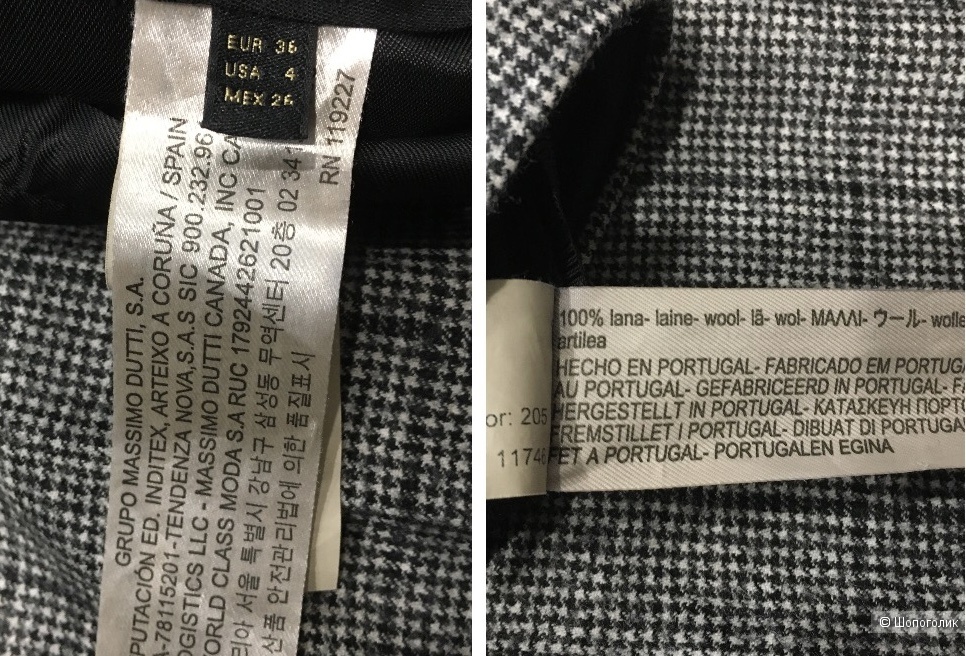 EUR 36
USA 4
MEX 26
RN 119227
GRUPO MASSIMO DUTTI, S.A.
PUTACIÓN ED. INDITEX, ARTEIXO A CORUÑA / SPAIN
A-78115201 -TENDENZA NOVA,S.A.S SIC 900.232.96
OGISTICS LLC - MASSIMO DUTTI CANADA, INC CA
WORLD CLASS MODA S.A RUC 1792442621001
리아 서울 특별시 강남구 삼성동 무역센터 20층 02 34
산품 안전관리법에 의한 품질표시
100% lana- laine- wool- lã- wol- ΜΑΛΛΙ- ウール- wolle
artilea
HECHO EN PORTUGAL- FABRICADO EM PORTUGA
AU PORTUGAL- GEFABRICEERD IN PORTUGAL- F
HERGESTELLT IN PORTUGAL- ΚΑΤΑΣΚΕΥΗ ΠΟΡΤΟ
FREMSTILLET I PORTUGAL- DIBUAT DI PORTUGA
FET A PORTUGAL- PORTUGALEN EGINA
or: 205
11746
© Шопоголик